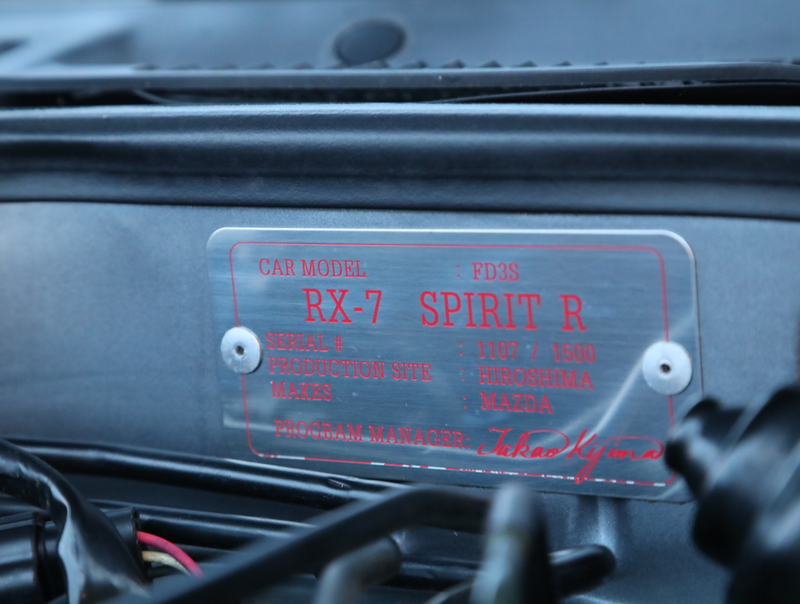 CAR MODEL : FD3S
RX-7 SPIRIT R
SERIAL # : 1107 / 1500
PRODUCTION SITE : HIROSHIMA
MAKES : MAZDA
PROGRAM MANAGER: Takao Kijima